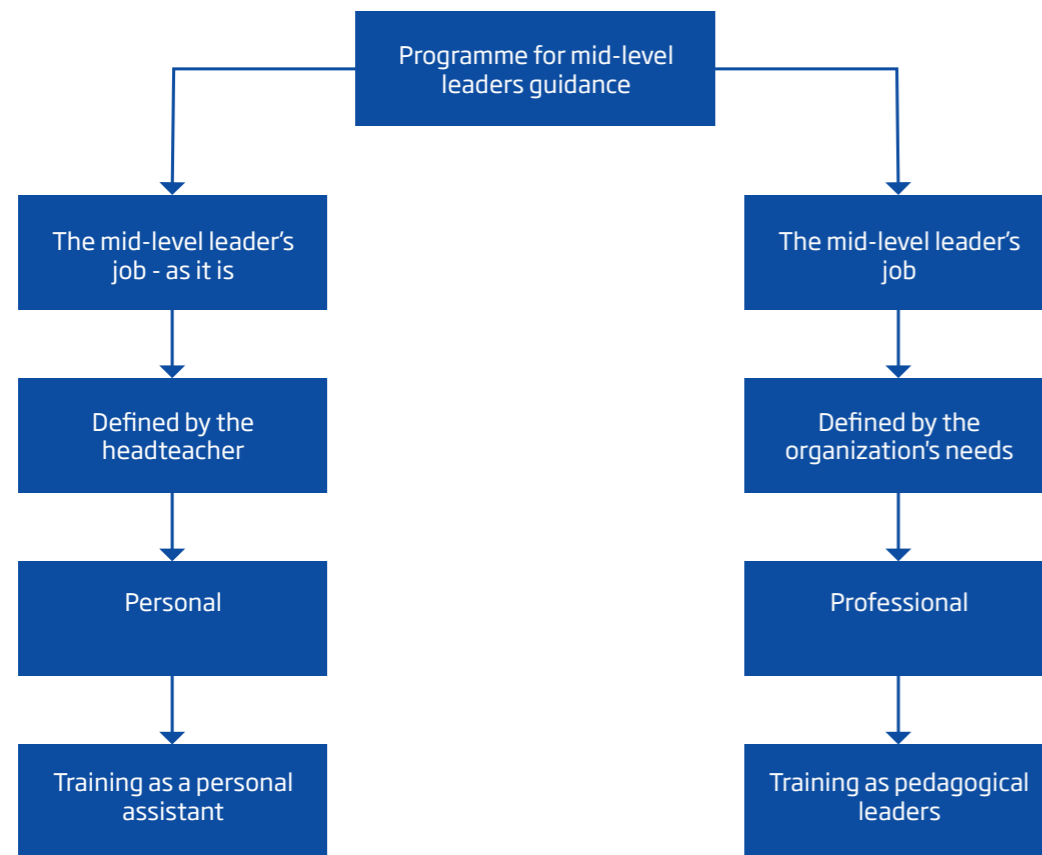 Programme for mid-level
leaders guidance
The mid-level leader's
job - as it is
The mid-level leader's
job
Defined by the
headteacher
Defined by the
organization's needs
Personal
Professional
Training as a personal
assistant
Training as pedagogical
leaders